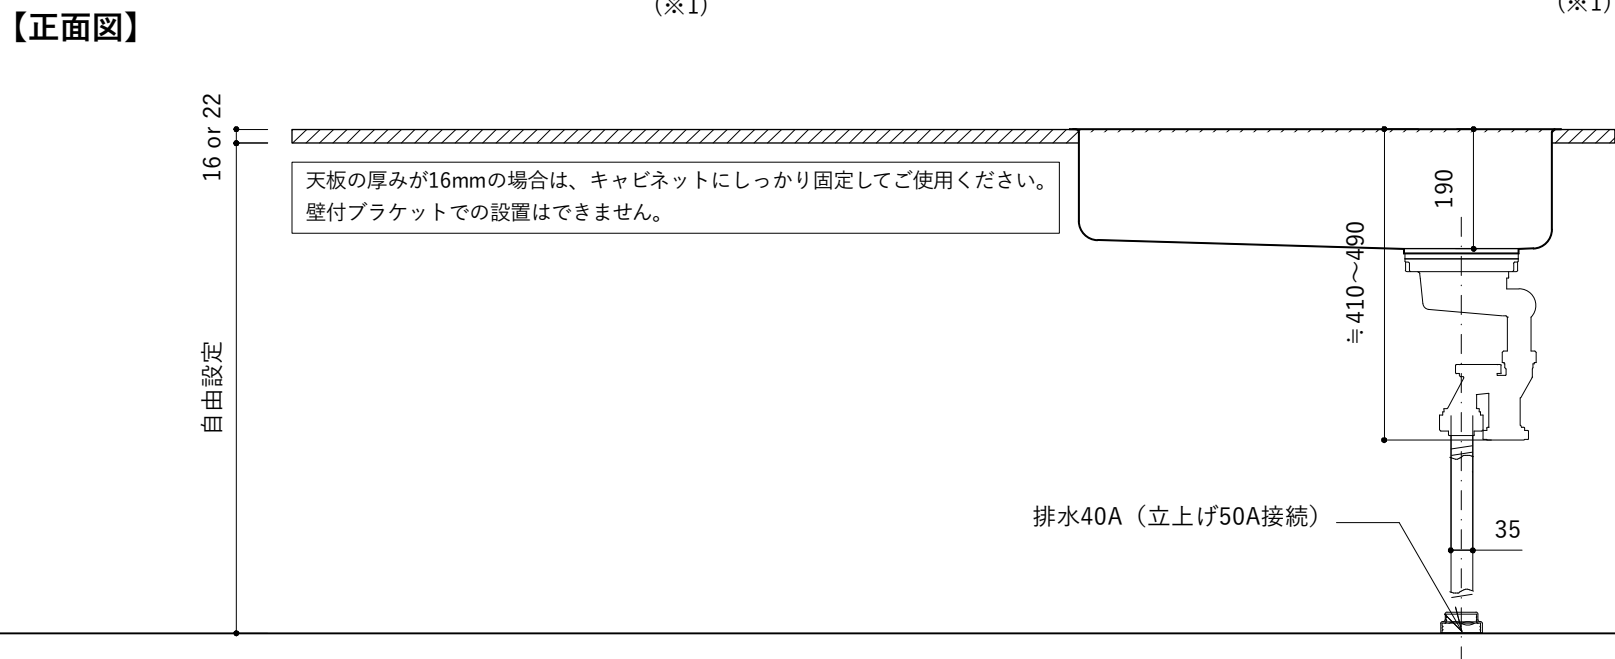 (※1)
(※1)
【正面図】
16 or 22
天板の厚みが16mmの場合は、キャビネットにしっかり固定してご使用ください。
壁付ブラケットでの設置はできません。
190
≒410～490
自由設定
排水40A（立上げ50A接続）
35